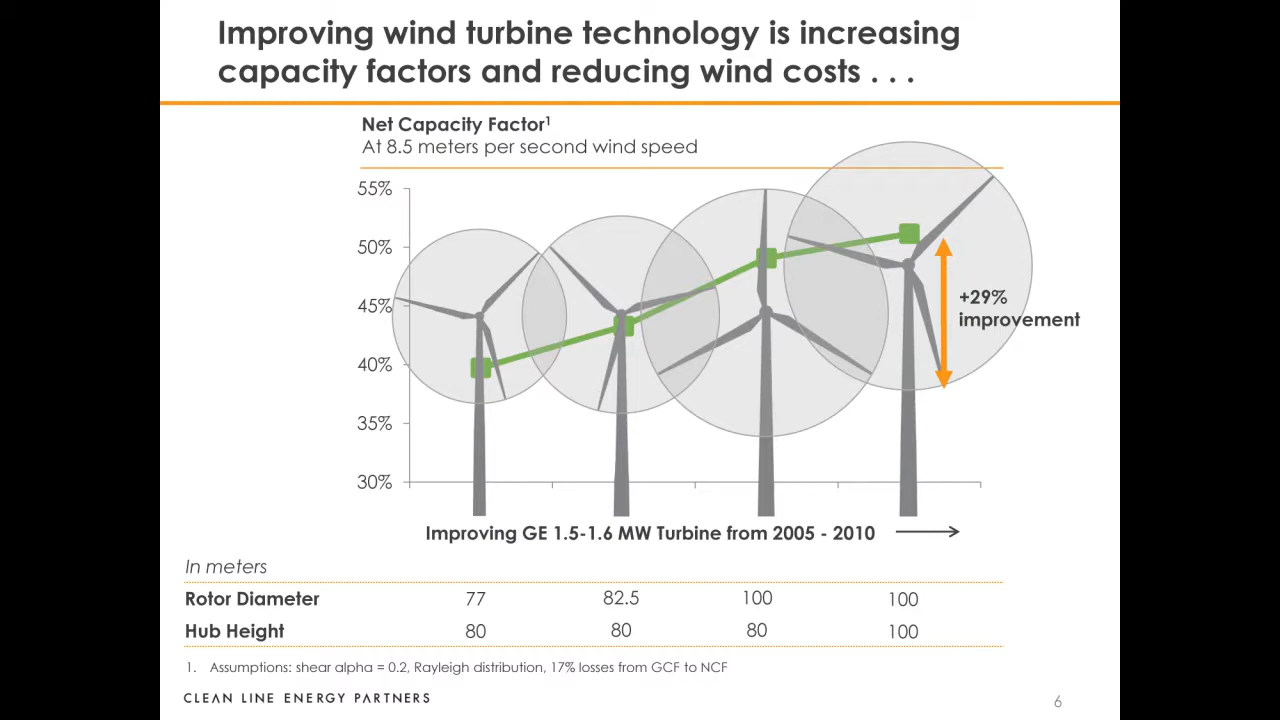 Improving wind turbine technology is increasing
capacity factors and reducing wind costs . . .
Net Capacity Factor¹
At 8.5 meters per second wind speed
55%
50%
45%
40%
35%
30%
+29%
improvement
Improving GE 1.5-1.6 MW Turbine from 2005 - 2010
In meters
Rotor Diameter 77 82.5 100 100
Hub Height 80 80 80 100
1. Assumptions: shear alpha = 0.2, Rayleigh distribution, 17% losses from GCF to NCF
CLEAN LINE ENERGY PARTNERS
6